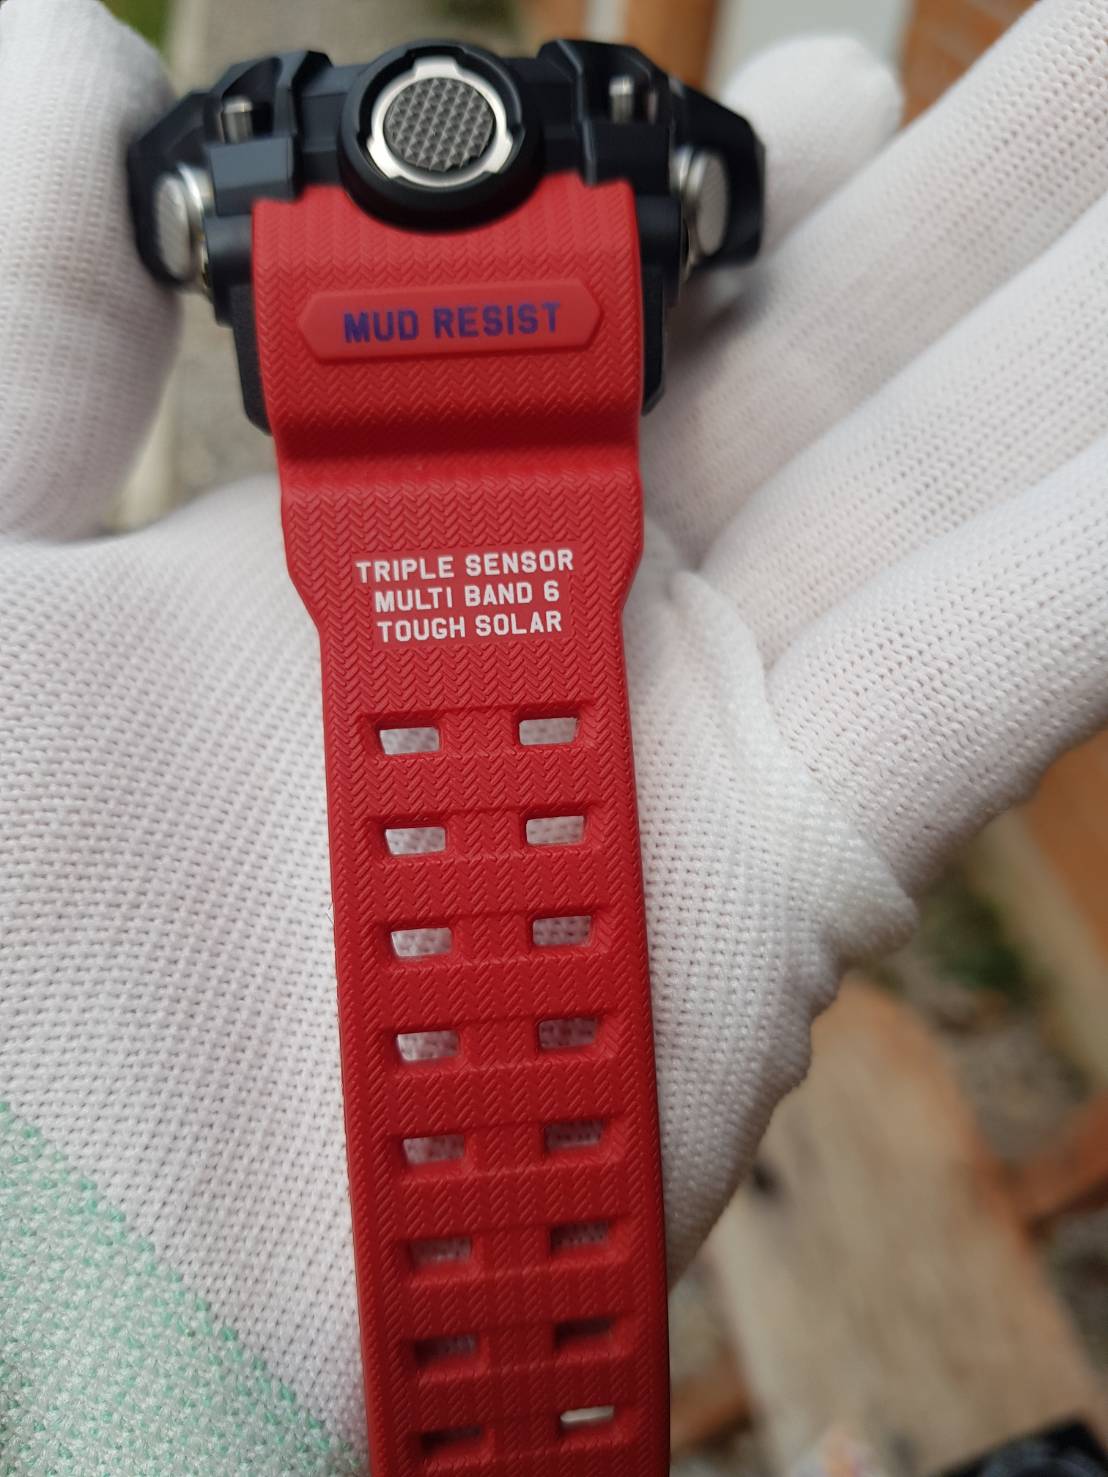 MUD RESIST
TRIPLE SENSOR
MULTI BAND 6
TOUGH SOLAR